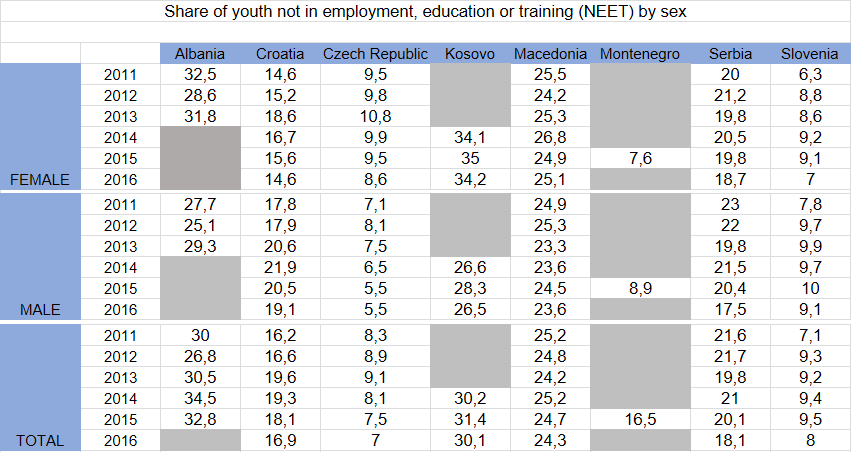 Share of youth not in employment, education or training (NEET) by sex
Albania Croatia Czech Republic Kosovo Macedonia Montenegro Serbia Slovenia
2011 32,5 14,6 9,5 25,5 20 6,3
2012 28,6 15,2 9,8 24,2 21,2 8,8
2013 31,8 18,6 10,8 25,3 19,8 8,6
2014 16,7 9,9 34,1 26,8 20,5 9,2
2015 15,6 9,5 35 24,9 7,6 19,8 9,1
FEMALE 2016 14,6 8,6 34,2 25,1 18,7 7
2011 27,7 17,8 7,1 24,9 23 7,8
2012 25,1 17,9 8,1 25,3 22 9,7
2013 29,3 20,6 7,5 23,3 19,8 9,9
2014 21,9 6,5 26,6 23,6 21,5 9,7
2015 20,5 5,5 28,3 24,5 8,9 20,4 10
MALE 2016 19,1 5,5 26,5 23,6 17,5 9,1
2011 30 16,2 8,3 25,2 21,6 7,1
2012 26,8 16,6 8,9 24,8 21,7 9,3
2013 30,5 19,6 9,1 24,2 19,8 9,2
2014 34,5 19,3 8,1 30,2 25,2 21 9,4
2015 32,8 18,1 7,5 31,4 24,7 16,5 20,1 9,5
TOTAL 2016 16,9 7 30,1 24,3 18,1 8